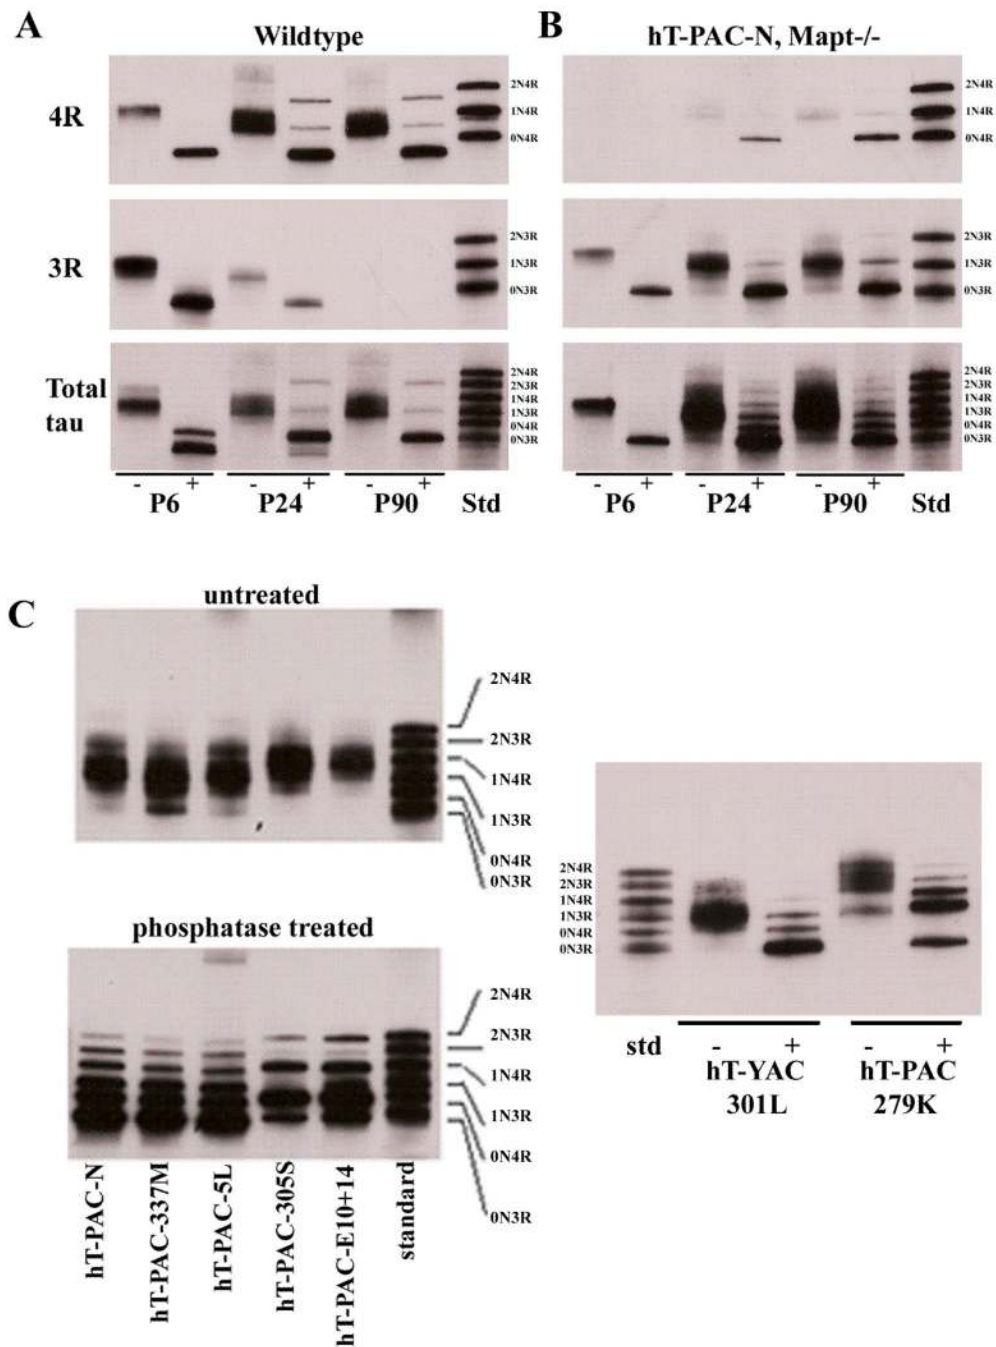 A
Wildtype
B
hT-PAC-N, Mapt-/-
4R
2N4R
1N4R
0N4R
2N4R
1N4R
0N4R
3R
2N3R
1N3R
0N3R
2N3R
1N3R
0N3R
Total
tau
2N4R
2N3R
1N4R
1N3R
0N4R
0N3R
2N4R
2N3R
1N4R
1N3R
0N4R
0N3R
- + - + - +
P6 P24 P90 Std
- + - + - +
P6 P24 P90 Std
C
untreated
2N4R
2N3R
1N4R
1N3R
0N4R
0N3R
phosphatase treated
2N4R
2N3R
1N4R
1N3R
0N4R
0N3R
hT-PAC-N
hT-PAC-337M
hT-PAC-5L
hT-PAC-305S
hT-PAC-E10+14
standard
2N4R
2N3R
1N4R
1N3R
0N4R
0N3R
std - + - +
hT-YAC hT-PAC
301L 279K